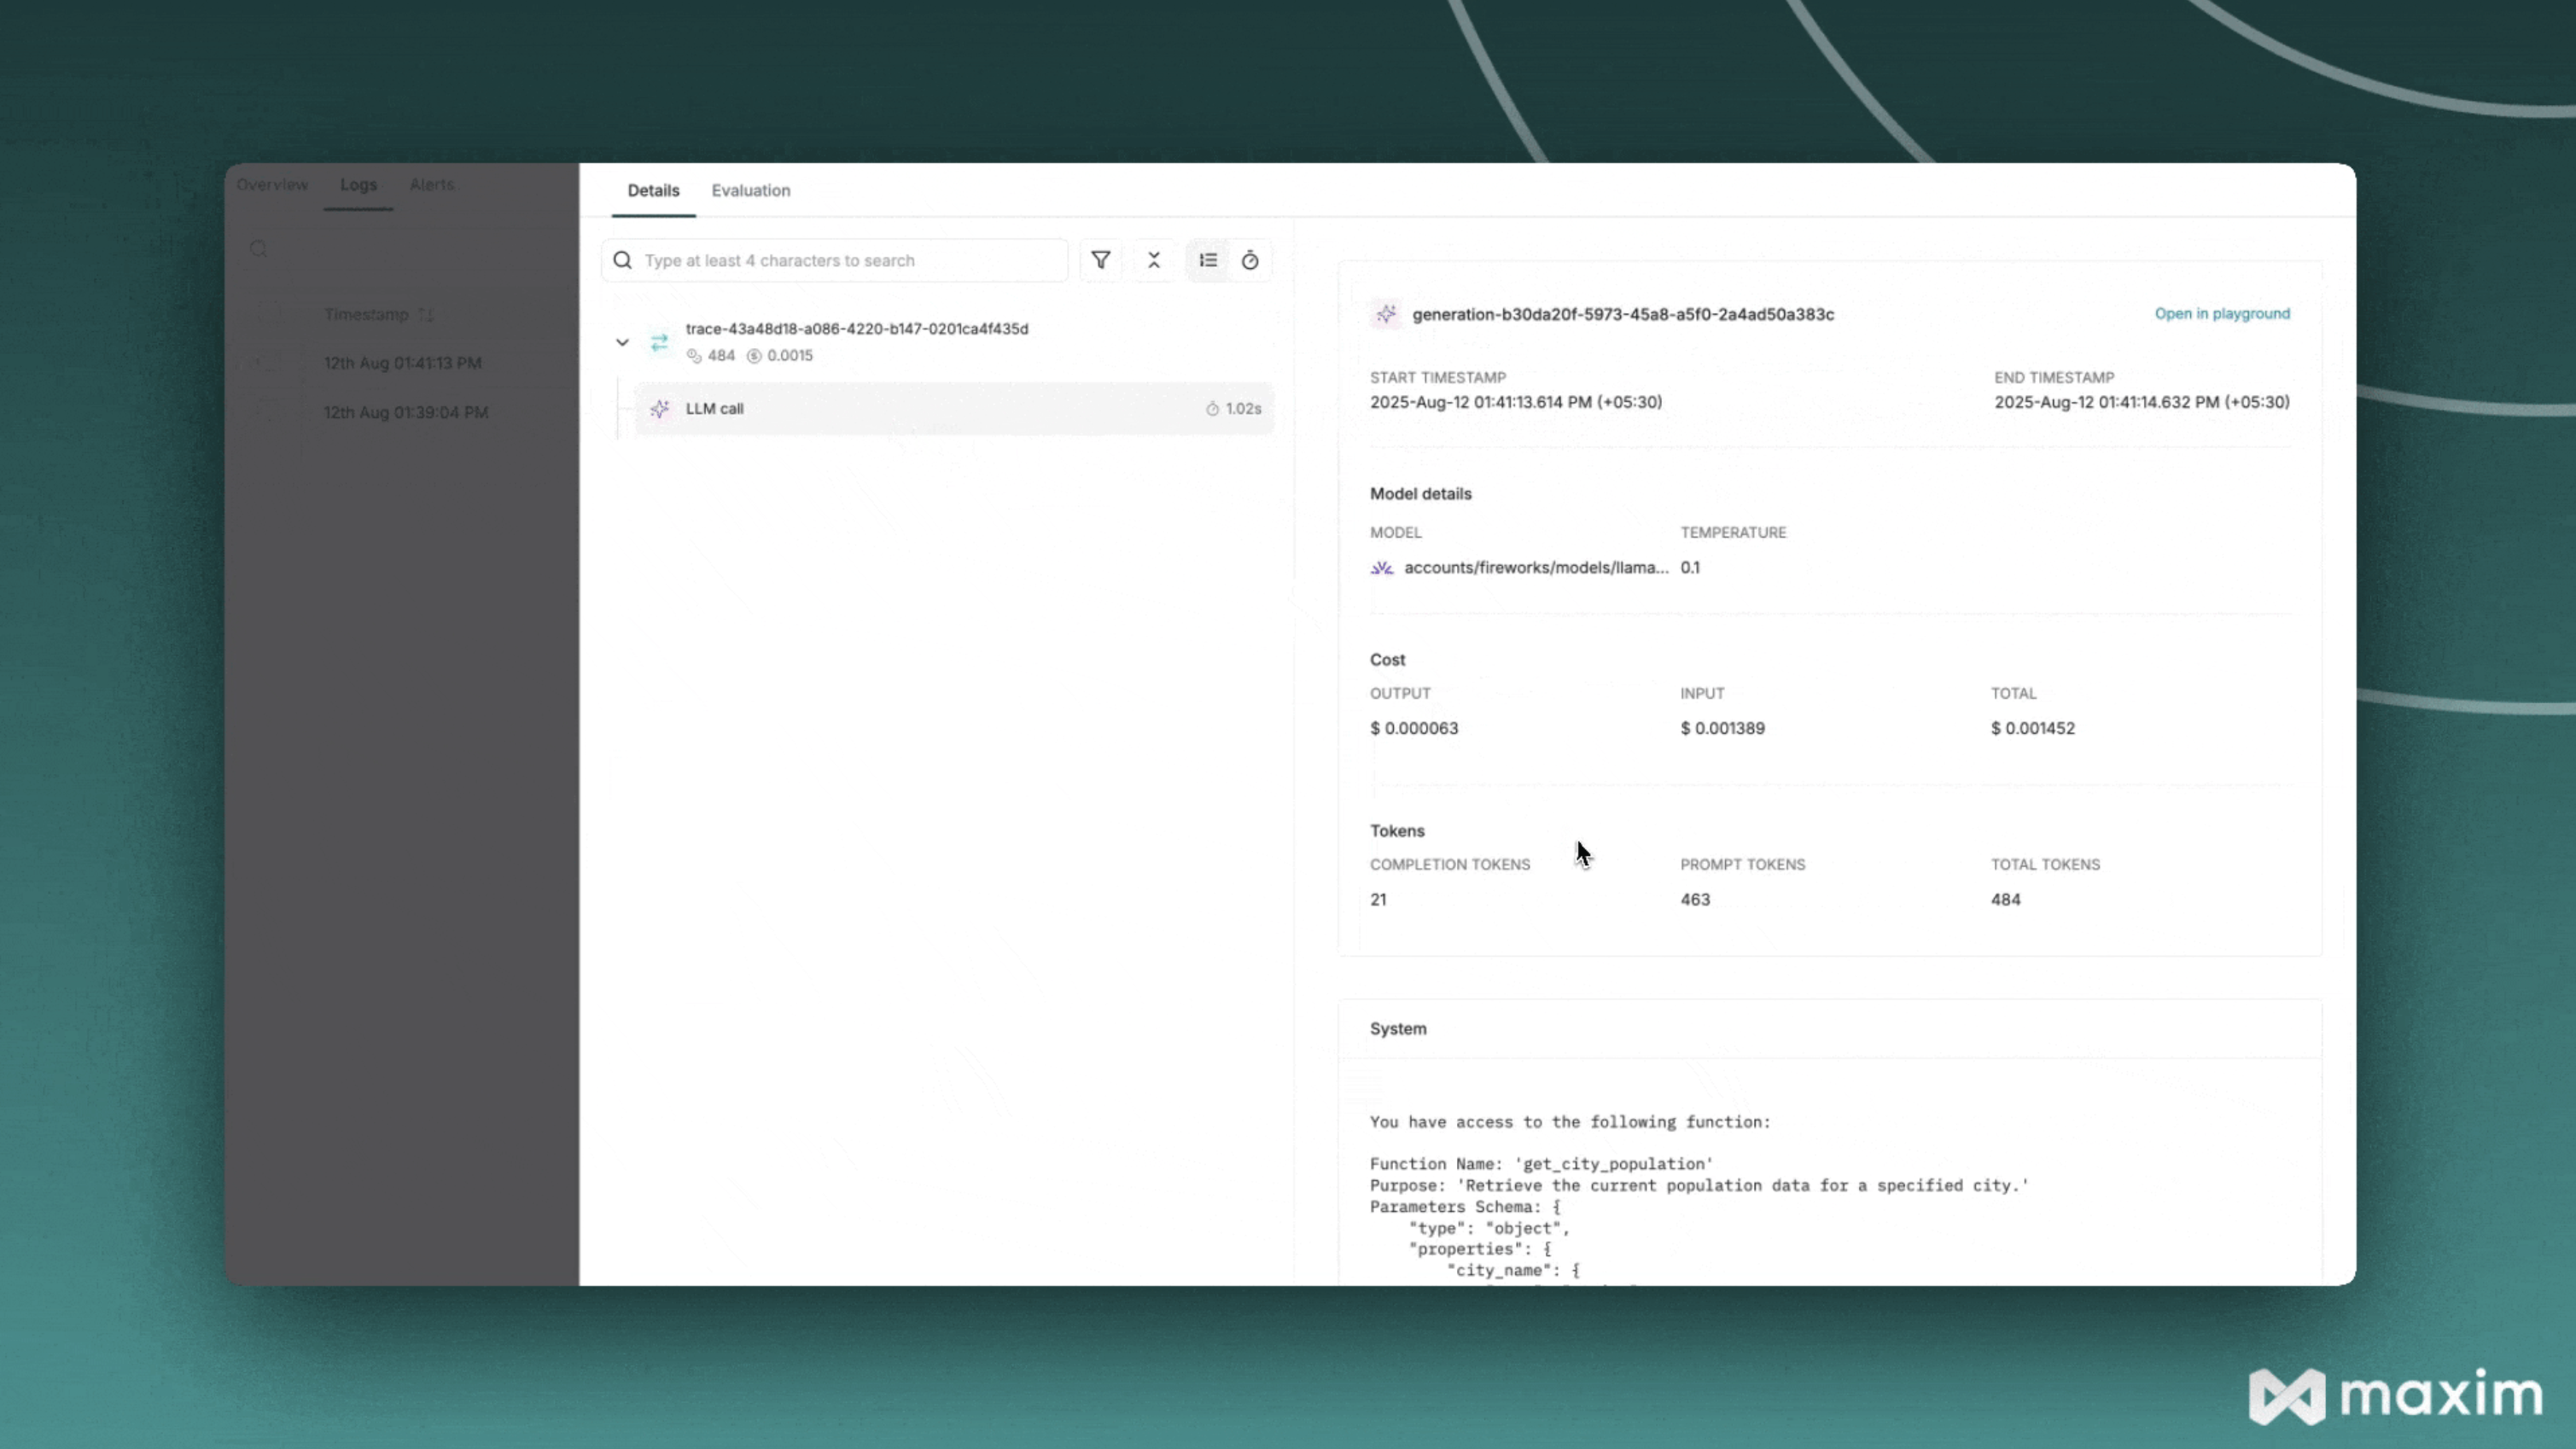 Overview Logs Alerts
Timestamp
12th Aug 01:41:13 PM
12th Aug 01:39:04 PM
Details Evaluation
Type at least 4 characters to search
trace-43a48d18-a086-4220-b147-0201ca4f435d
484 0.0015
LLM call 1.02s
generation-b30da20f-5973-45a8-a5f0-2a4ad50a383c Open in playground
START TIMESTAMP END TIMESTAMP
2025-Aug-12 01:41:13.614 PM (+05:30) 2025-Aug-12 01:41:14.632 PM (+05:30)
Model details
MODEL TEMPERATURE
accounts/fireworks/models/llama... 0.1
Cost
OUTPUT INPUT TOTAL
$ 0.000063 $ 0.001389 $ 0.001452
Tokens
COMPLETION TOKENS PROMPT TOKENS TOTAL TOKENS
21 463 484
System
You have access to the following function:
Function Name: 'get_city_population'
Purpose: 'Retrieve the current population data for a specified city.'
Parameters Schema: {
"type": "object",
"properties": {
"city_name": {
maxim